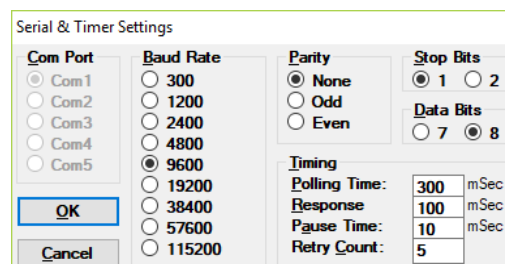 Serial & Timer Settings
Com Port
Com1
Com2
Com3
Com4
Com5
OK
Cancel
Baud Rate
300
1200
2400
4800
9600
19200
38400
57600
115200
Parity
None
Odd
Even
Stop Bits
1 2
Data Bits
7 8
Timing
Polling Time: 300 mSec
Response 100 mSec
Pause Time: 10 mSec
Retry Count: 5